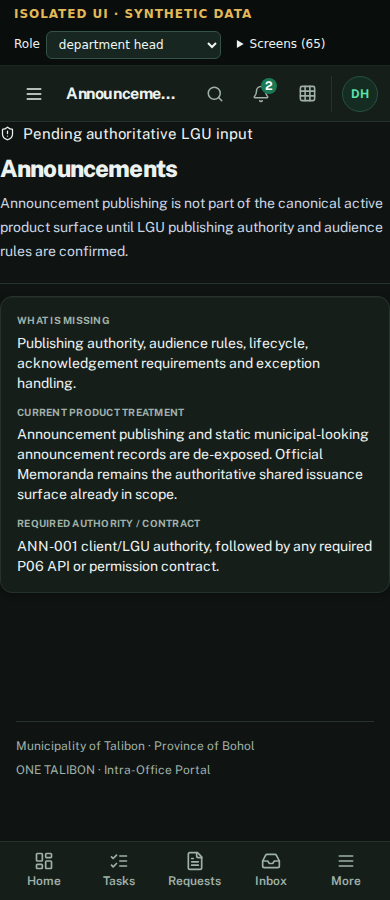 ISOLATED UI · SYNTHETIC DATA
Role department head Screens (65)
Announceme... 2 DH
Pending authoritative LGU input
Announcements
Announcement publishing is not part of the canonical active
product surface until LGU publishing authority and audience
rules are confirmed.
WHAT IS MISSING
Publishing authority, audience rules, lifecycle,
acknowledgement requirements and exception
handling.
CURRENT PRODUCT TREATMENT
Announcement publishing and static municipal-looking
announcement records are de-exposed. Official
Memoranda remains the authoritative shared issuance
surface already in scope.
REQUIRED AUTHORITY / CONTRACT
ANN-001 client/LGU authority, followed by any required
P06 API or permission contract.
Municipality of Talibon · Province of Bohol
ONE TALIBON · Intra-Office Portal
Home Tasks Requests Inbox More